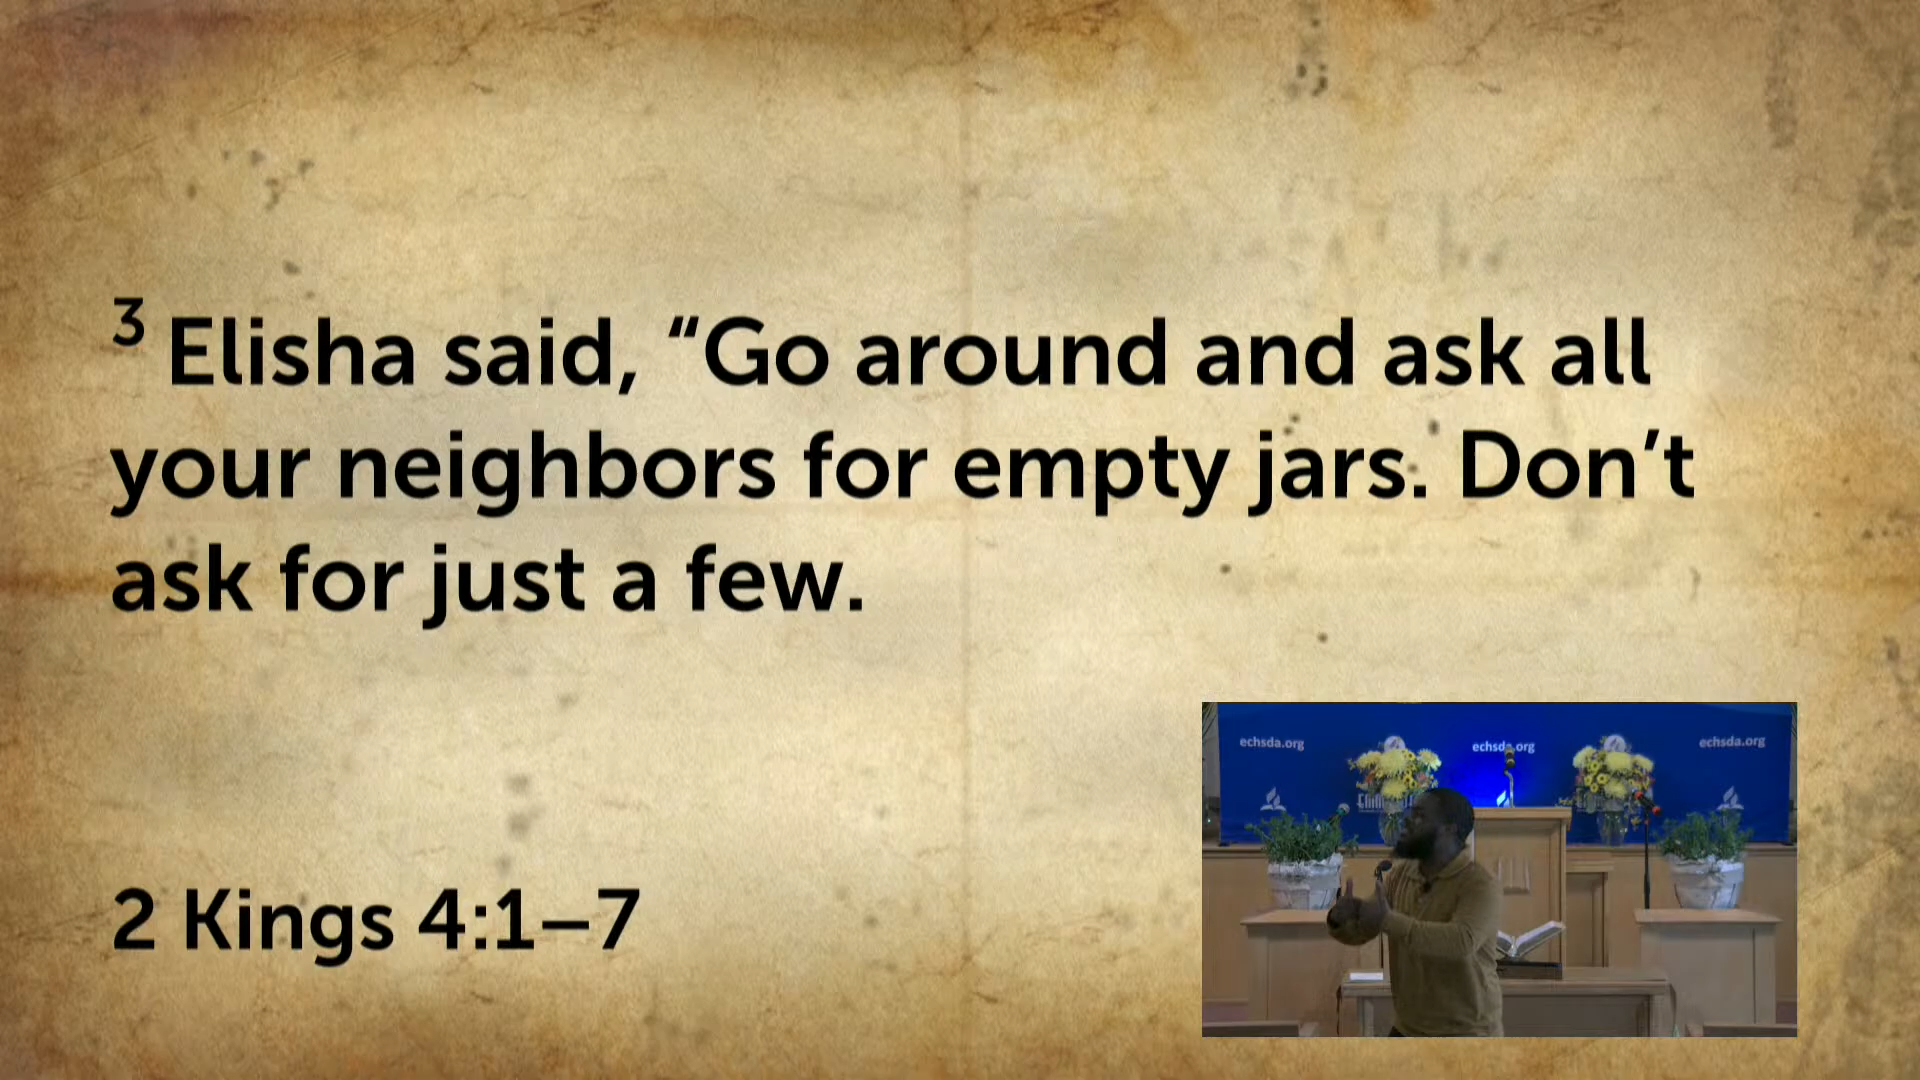 3 Elisha said, “Go around and ask all
your neighbors for empty jars. Don’t
ask for just a few.
2 Kings 4:1–7
echsda.org
echsda.org
echsda.org